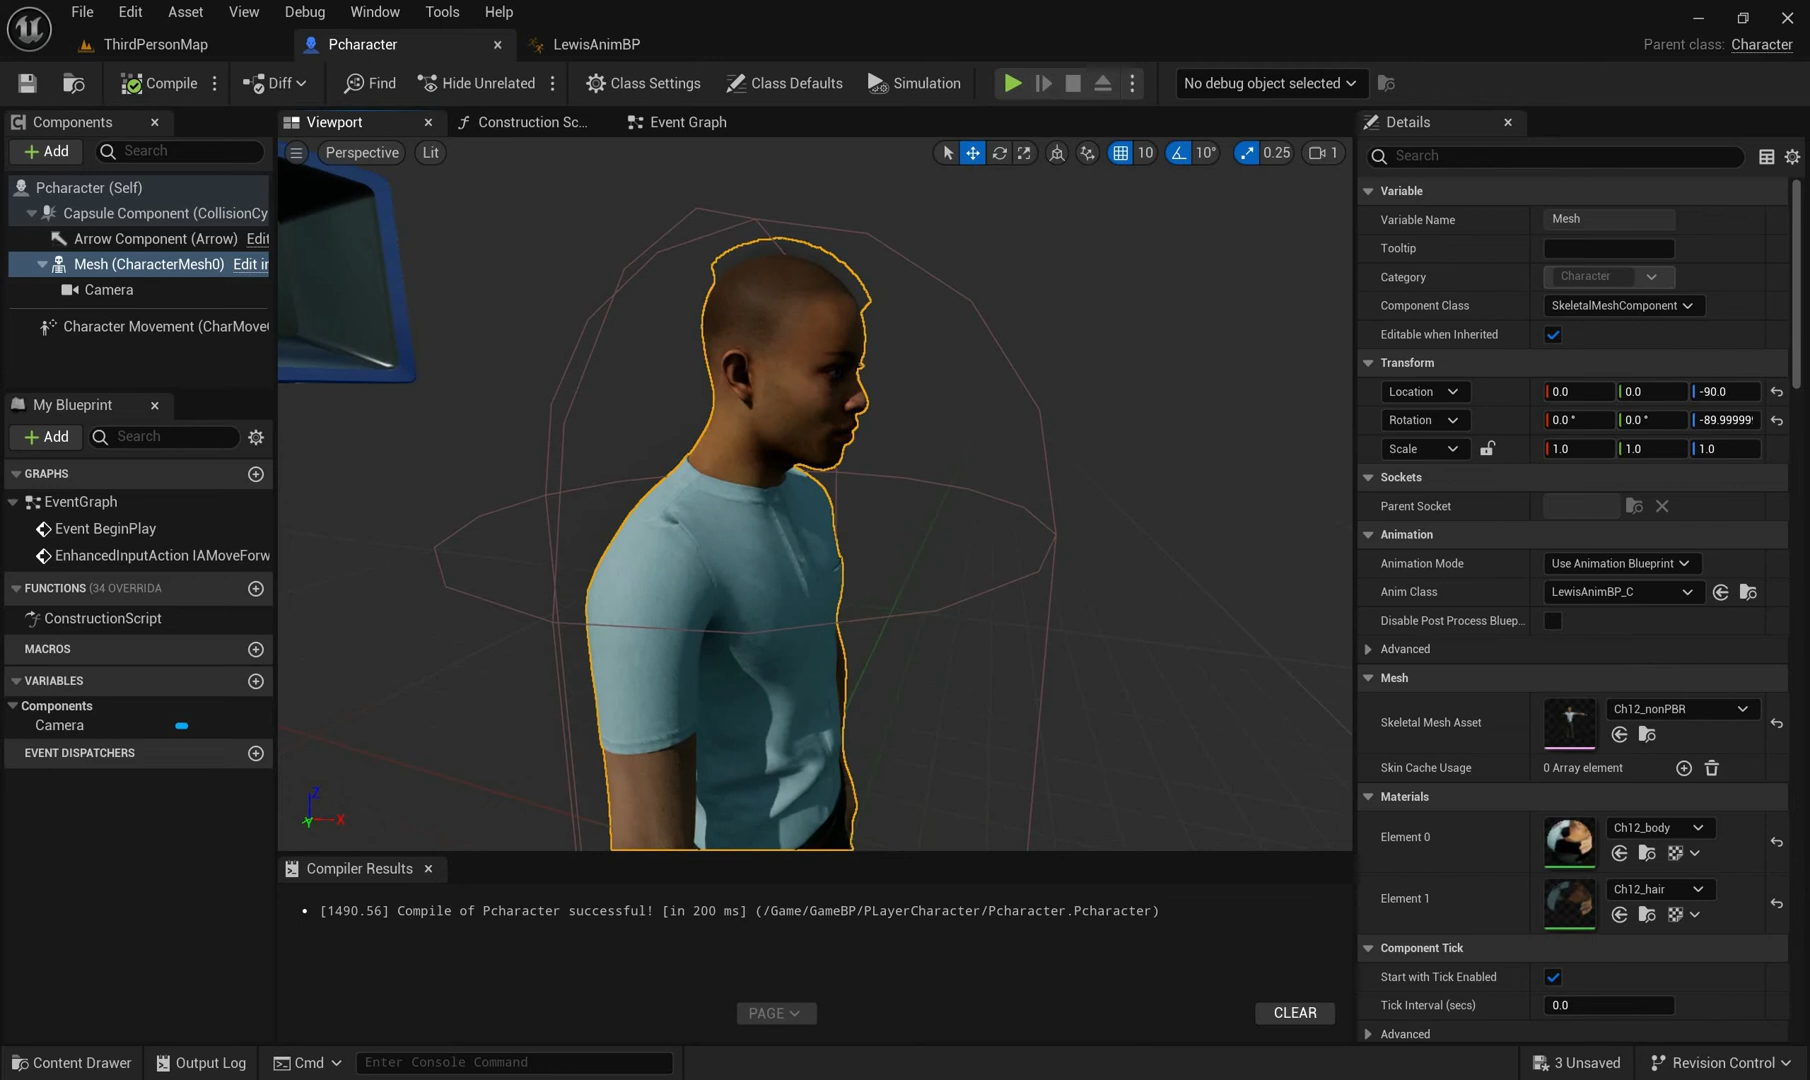 File Edit Asset View Debug Window Tools Help
ThirdPersonMap Pcharacter LewisAnimBP
Parent class: Character
Compile Diff Find Hide Unrelated Class Settings Class Defaults Simulation No debug object selected
Components
Add Search
Pcharacter (Self)
Capsule Component (CollisionCy
Arrow Component (Arrow) Edit
Mesh (CharacterMesh0) Edit in
Camera
Character Movement (CharMove
My Blueprint
Add Search
GRAPHS
EventGraph
Event BeginPlay
EnhancedInputAction IAMoveForw
FUNCTIONS (34 OVERRIDA
ConstructionScript
MACROS
VARIABLES
Components
Camera
EVENT DISPATCHERS
Viewport Construction Sc... Event Graph
Perspective Lit 10 10° 0.25 1
Z
Y X
Compiler Results
[1490.56] Compile of Pcharacter successful! [in 200 ms] (/Game/GameBP/PLayerCharacter/Pcharacter.Pcharacter)
PAGE CLEAR
Details
Search
Variable
Variable Name Mesh
Tooltip
Category Character
Component Class SkeletalMeshComponent
Editable when Inherited
Transform
Location 0.0 0.0 -90.0
Rotation 0.0 ° 0.0 ° -89.99999
Scale 1.0 1.0 1.0
Sockets
Parent Socket
Animation
Animation Mode Use Animation Blueprint
Anim Class LewisAnimBP_C
Disable Post Process Bluep...
Advanced
Mesh
Skeletal Mesh Asset Ch12_nonPBR
Skin Cache Usage 0 Array element
Materials
Element 0 Ch12_body
Element 1 Ch12_hair
Component Tick
Start with Tick Enabled
Tick Interval (secs) 0.0
Advanced
Content Drawer Output Log Cmd Enter Console Command 3 Unsaved Revision Control